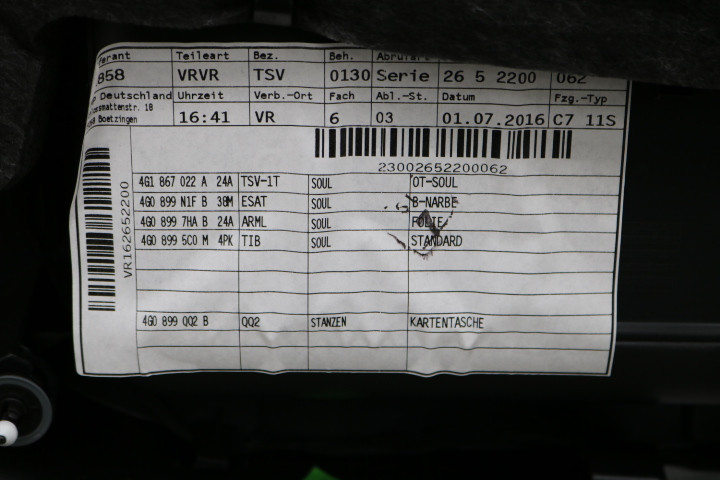 Teileart Bez. Beh.
858 VRVR TSV 0130 Serie 26 5 2200 062
Deutschland Uhrzeit Verb.-Ort Fach Abl.-St. Datum Fzg.-Typ
16:41 VR 6 03 01.07.2016 C7 11S
Boetzingen
23002652200062
VR162652200
4G1 867 022 A 24A TSV-1T SOUL OT-SOUL
4G0 899 N1F B 38M ESAT SOUL B-NARBE
4G0 899 7HA B 24A ARML SOUL FOLIE
4G0 899 5C0 M 4PK TIB SOUL STANDARD
4G0 899 QQ2 B QQ2 STANZEN KARTENTASCHE